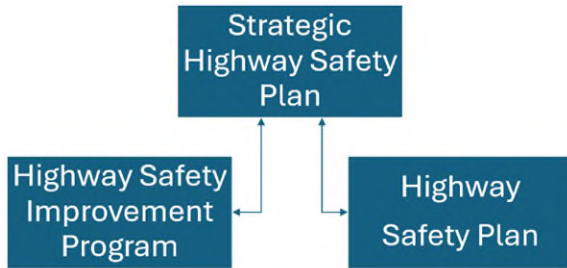 Strategic
Highway Safety
Plan
Highway Safety
Improvement
Program
Highway
Safety Plan